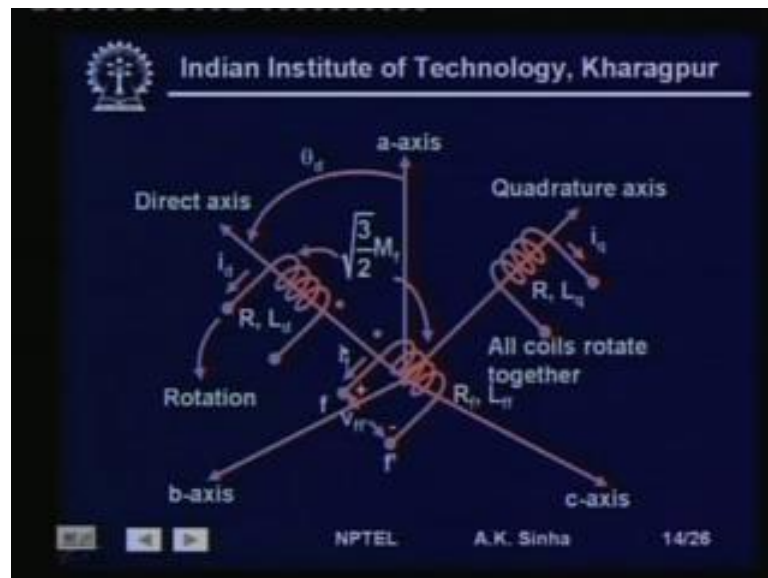 Indian Institute of Technology, Kharagpur
a-axis
θd
Direct axis
Quadrature axis
√3/2 Mf
id
iq
R, Ld
R, Lq
All coils rotate
together
Rotation
f
+
Rf, Lff
vff'
-
f'
b-axis
c-axis
NPTEL
A.K. Sinha
14/26